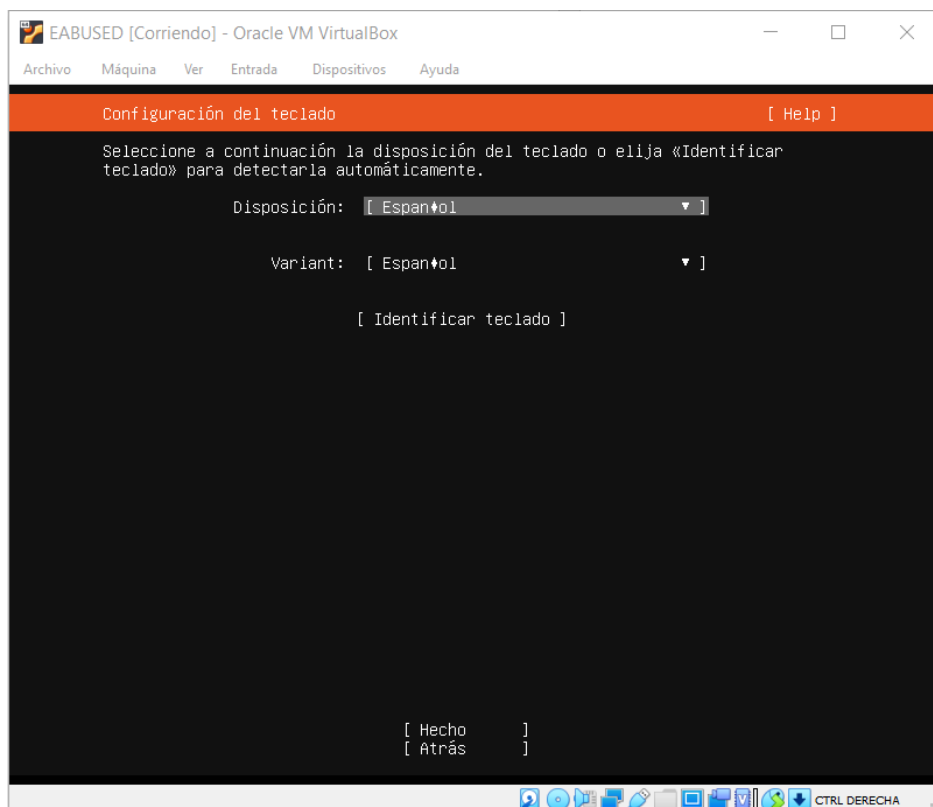 EABUSED [Corriendo] - Oracle VM VirtualBox
Archivo Máquina Ver Entrada Dispositivos Ayuda
Configuración del teclado [ Help ]
Seleccione a continuación la disposición del teclado o elija «Identificar
teclado» para detectarla automáticamente.
Disposición: [ Espan♦ol ▼ ]
Variant: [ Espan♦ol ▼ ]
[ Identificar teclado ]
[ Hecho ]
[ Atrás ]
CTRL DERECHA